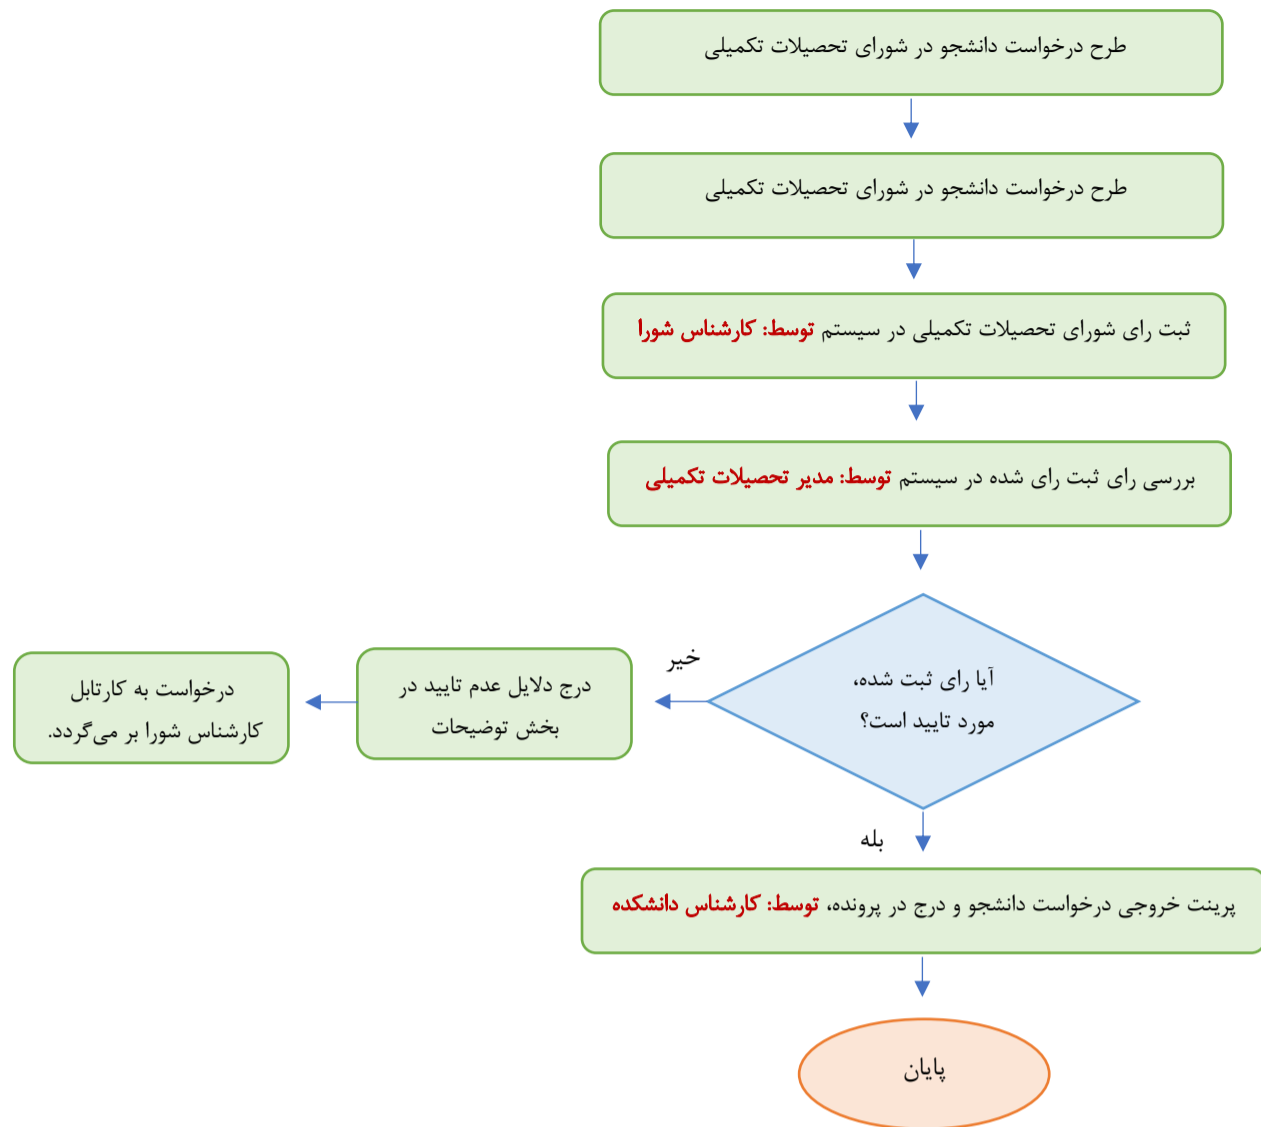 طرح درخواست دانشجو در شورای تحصیلات تکمیلی
طرح درخواست دانشجو در شورای تحصیلات تکمیلی
ثبت رای شورای تحصیلات تکمیلی در سیستم توسط: کارشناس شورا
بررسی رای ثبت رای شده در سیستم توسط: مدیر تحصیلات تکمیلی
آیا رای ثبت شده،
مورد تایید است؟
خیر
درج دلایل عدم تایید در
بخش توضیحات
درخواست به کارتابل
کارشناس شورا بر می‌گردد.
بله
پرینت خروجی درخواست دانشجو و درج در پرونده، توسط: کارشناس دانشکده
پایان